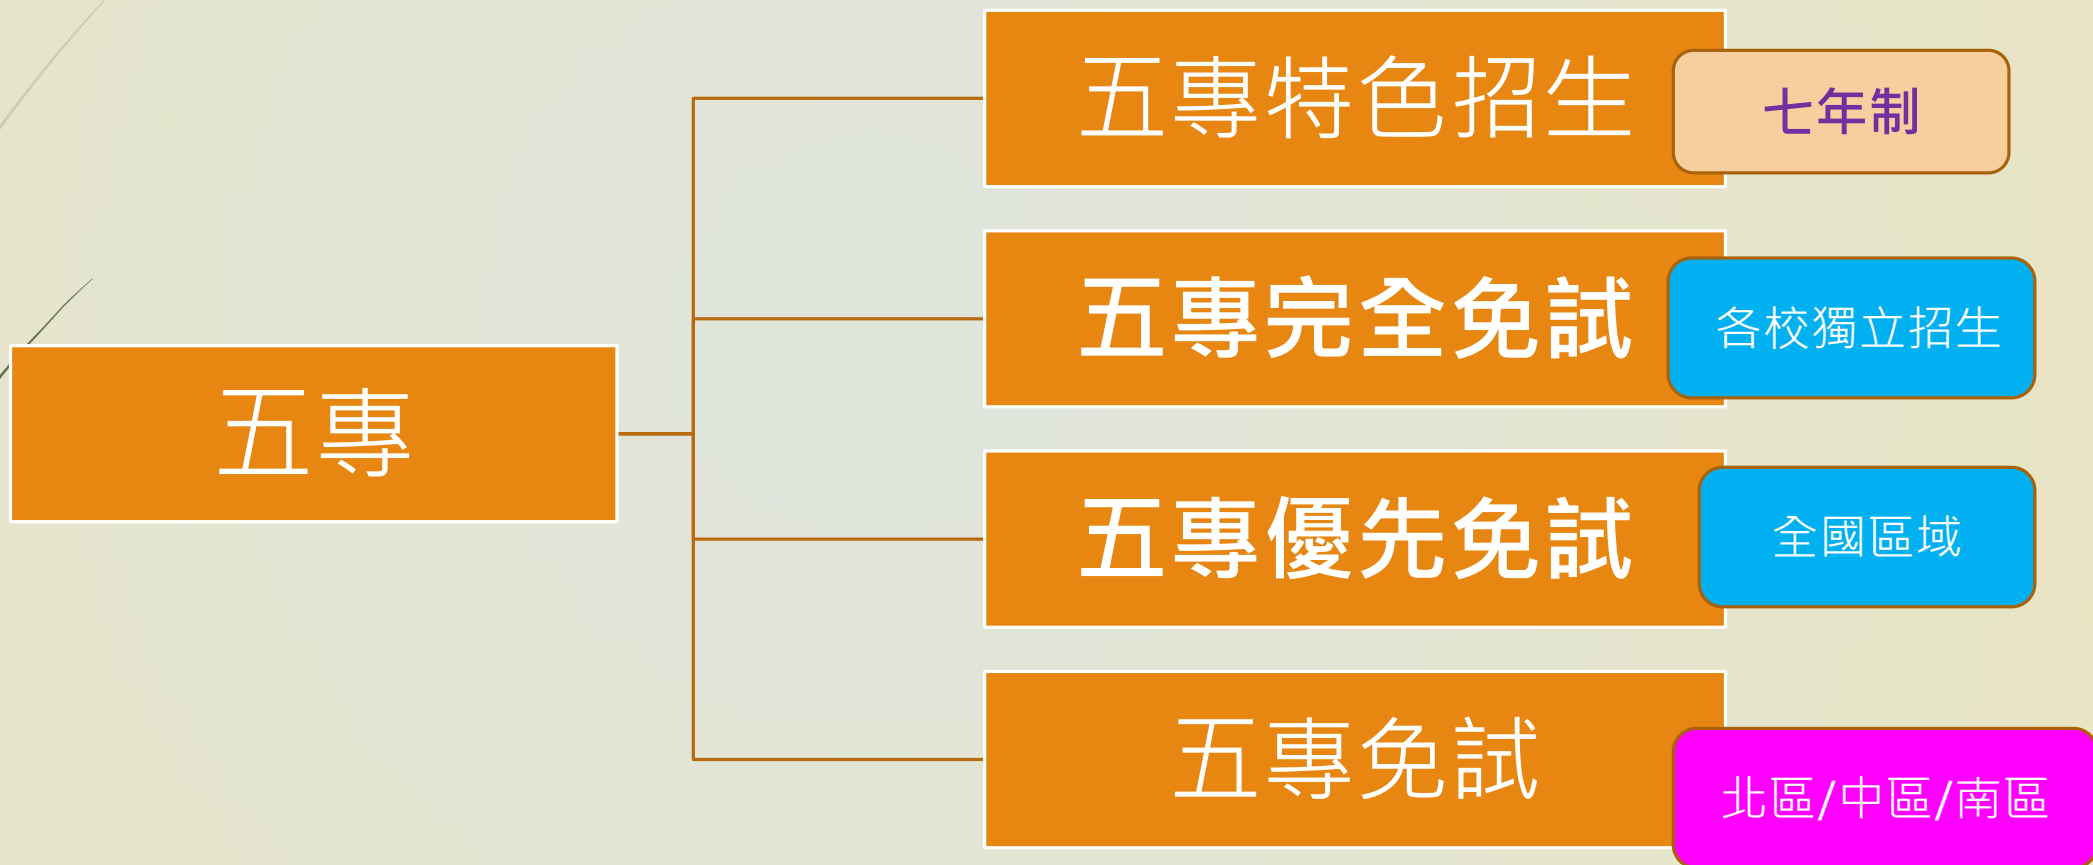 五專
五專特色招生
七年制
五專完全免試
各校獨立招生
五專優先免試
全國區域
五專免試
北區/中區/南區